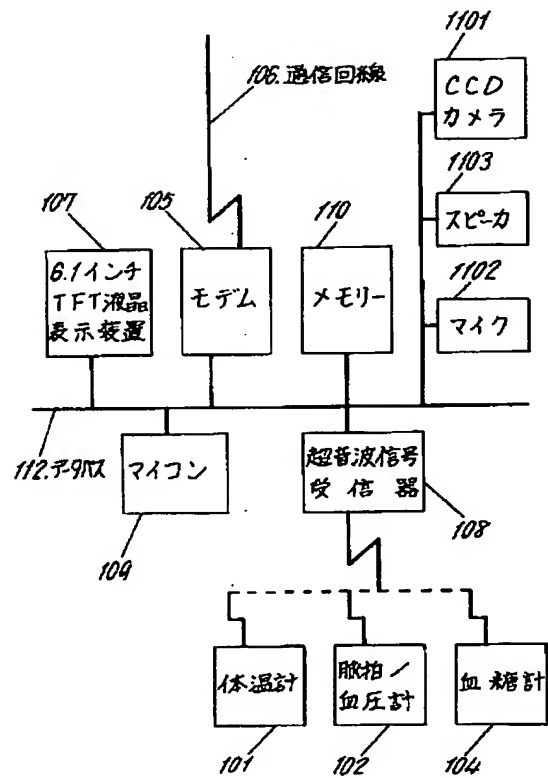 1101
CCD
カメラ
106.通信回線
1103
スピーカ
107
105
110
6.1インチ
TFT液晶
表示装置
モデム
メモリー
1102
マイク
112.データバス
マイコン
109
超音波信号
受信器
108
体温計
101
脈拍/
血圧計
102
血糖計
104